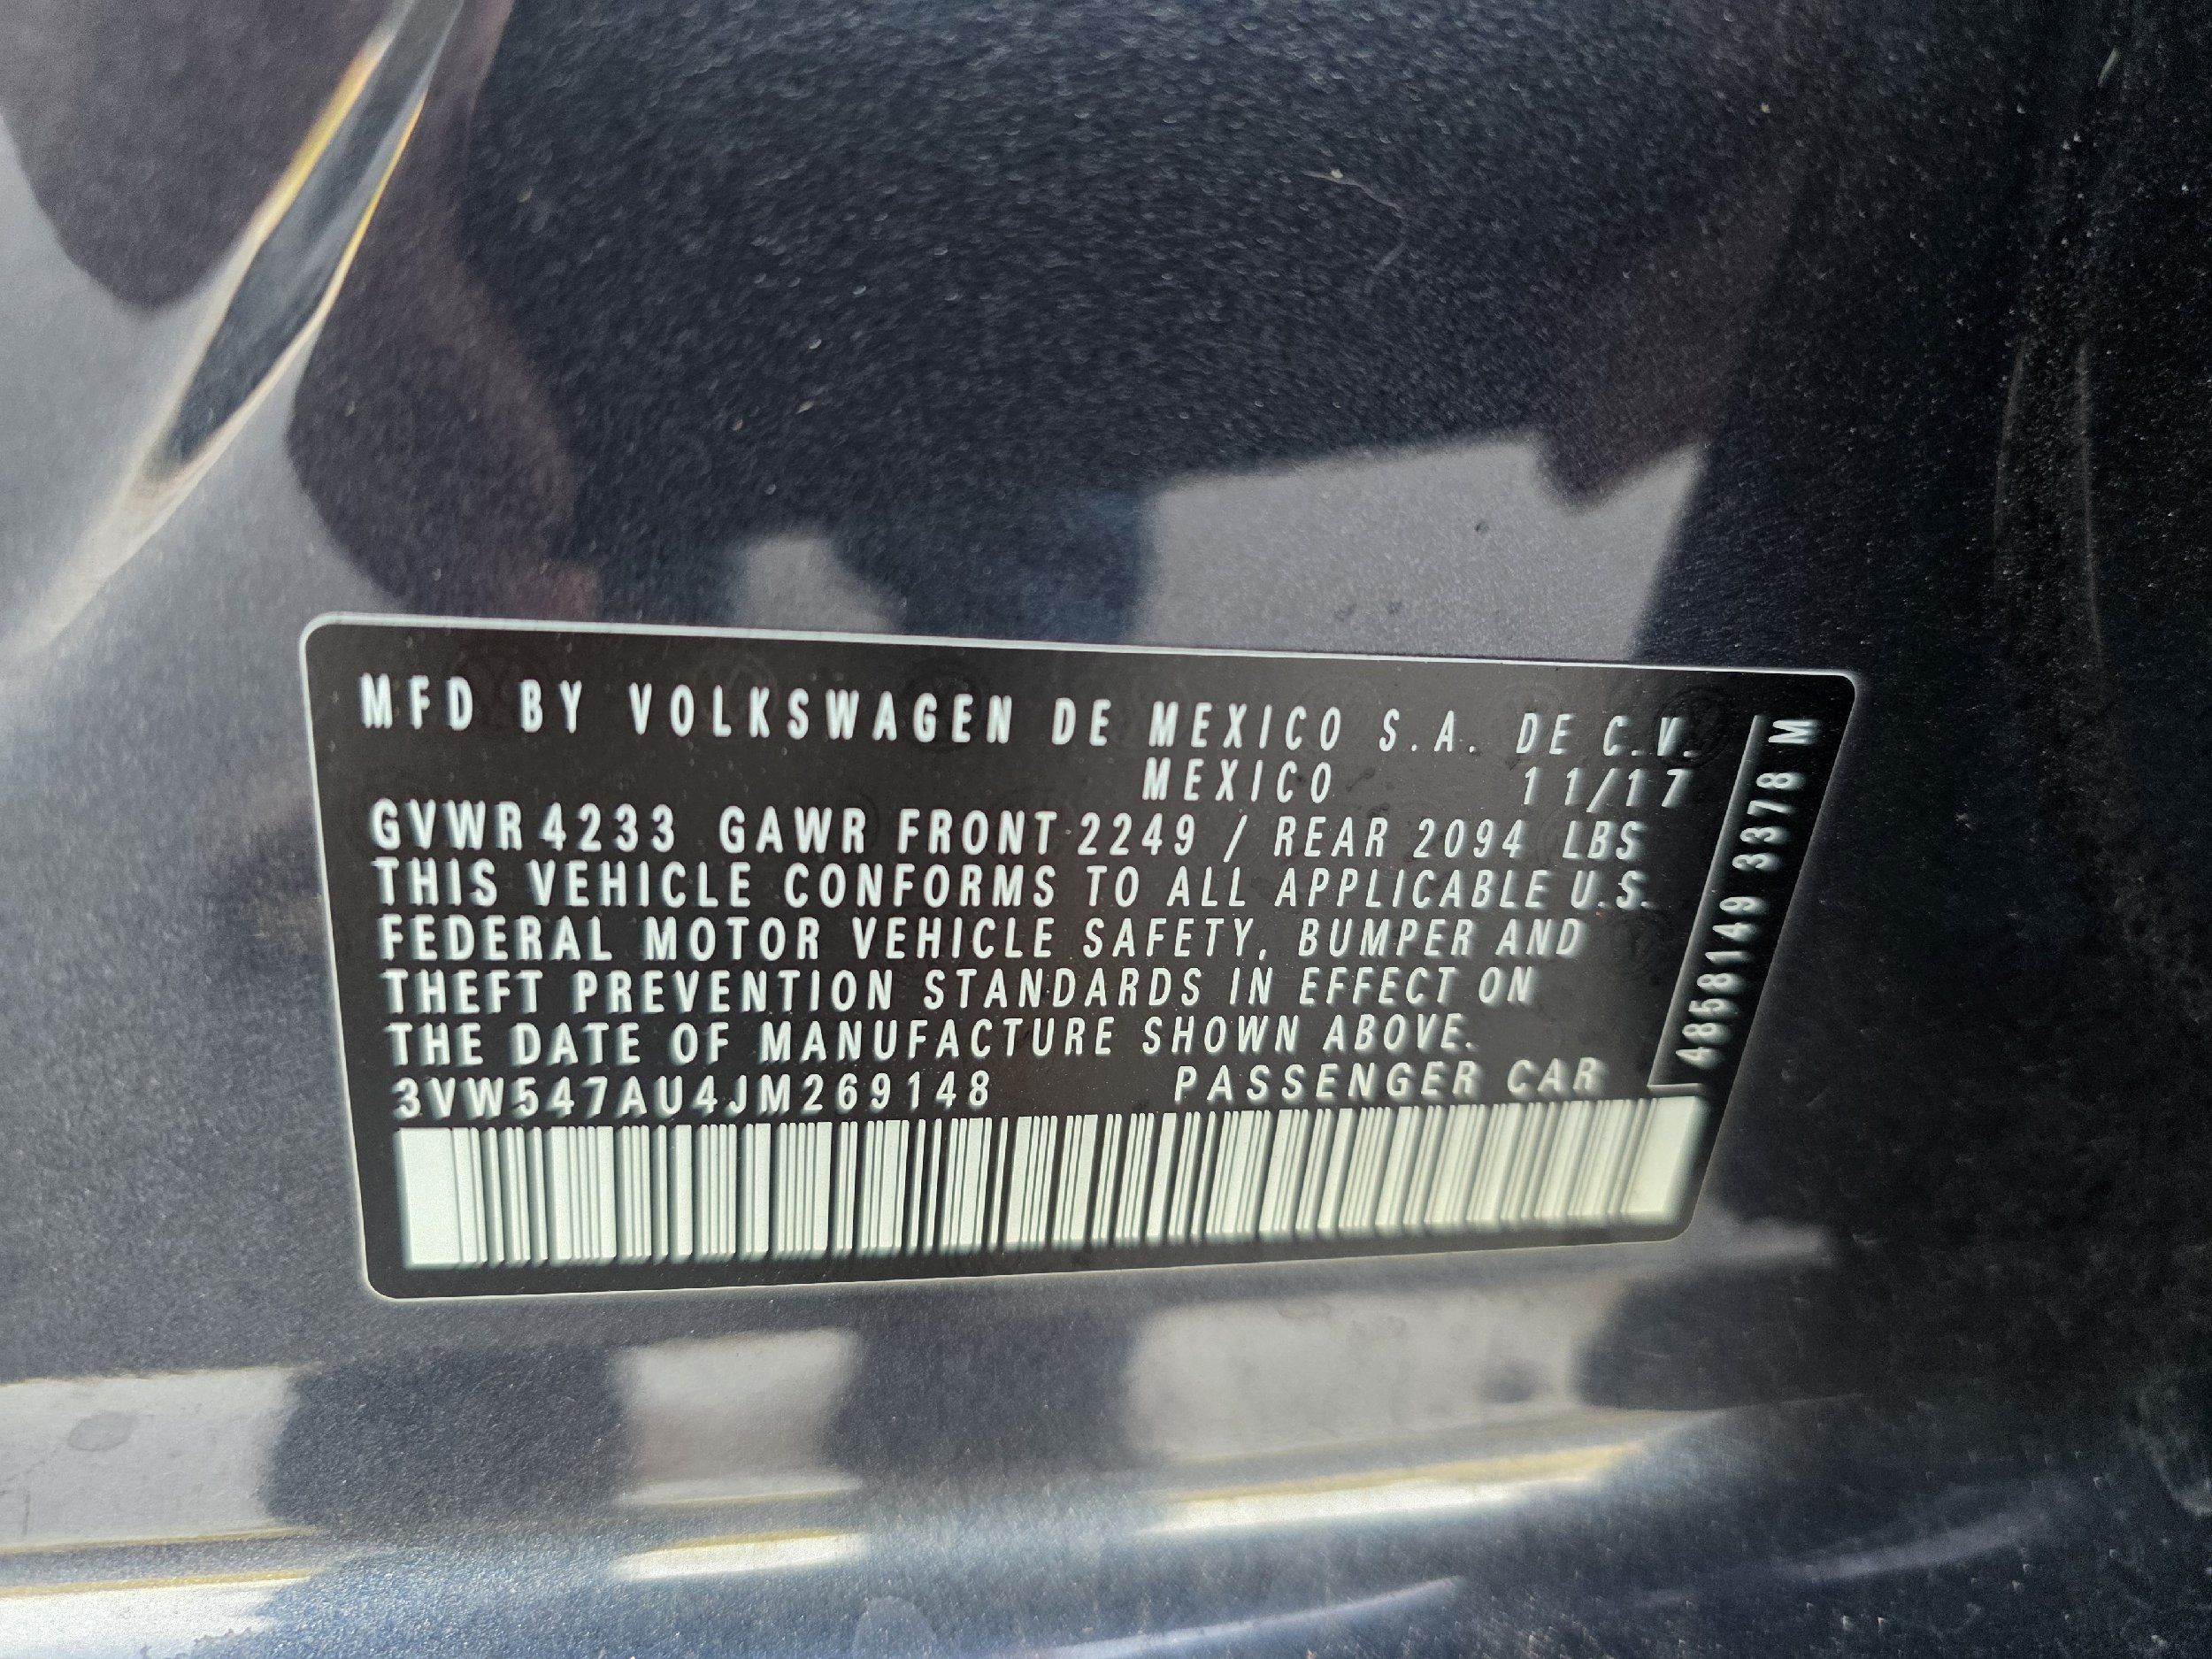 MFD BY VOLKSWAGEN DE MEXICO S.A. DE C.V.
MEXICO 11/17
GVWR 4233 GAWR FRONT 2249 / REAR 2094 LBS
THIS VEHICLE CONFORMS TO ALL APPLICABLE U.S.
FEDERAL MOTOR VEHICLE SAFETY, BUMPER AND
THEFT PREVENTION STANDARDS IN EFFECT ON
THE DATE OF MANUFACTURE SHOWN ABOVE.
3VW547AU4JM269148 PASSENGER CAR
4858149 3378 M